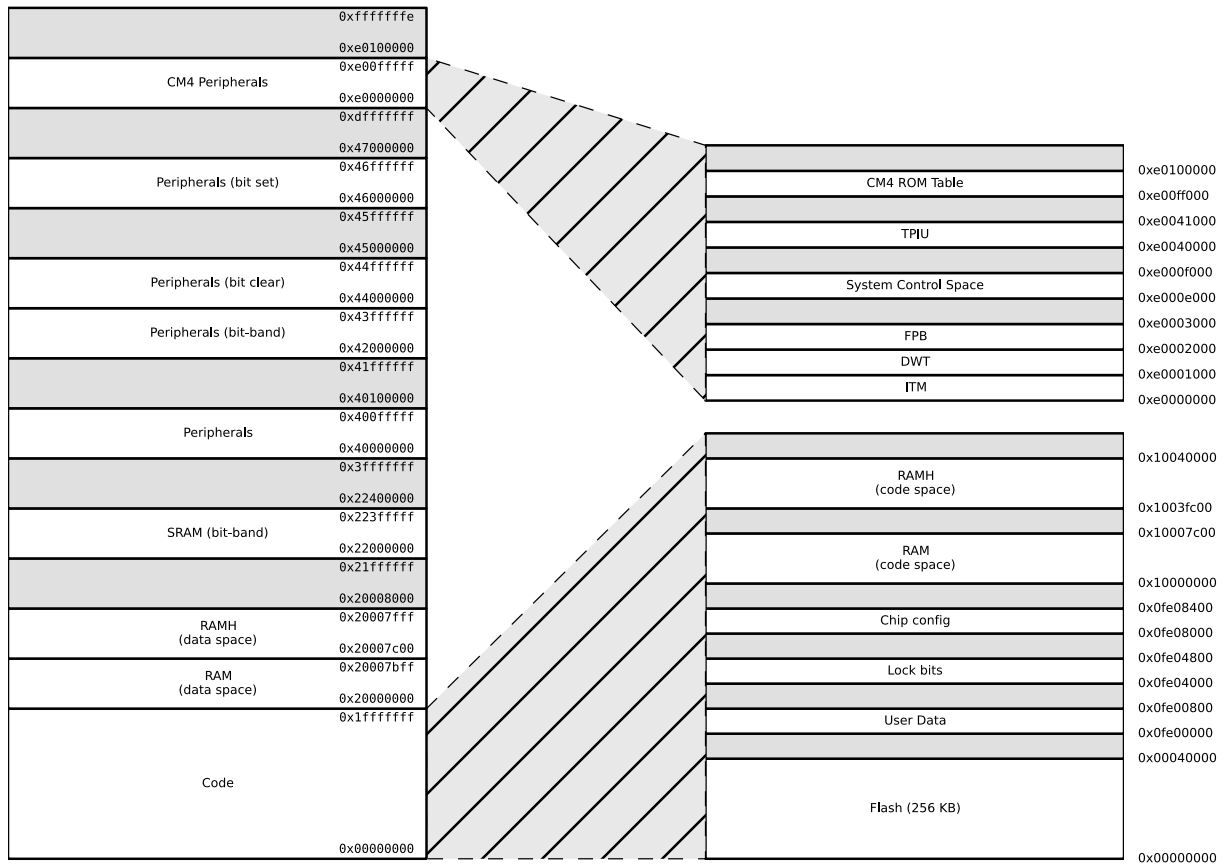 0xfffffffe
0xe0100000
0xe00fffff
CM4 Peripherals
0xe0000000
0xdfffffff
0x47000000
0x46ffffff
Peripherals (bit set)
0x46000000
0x45ffffff
0x45000000
0x44ffffff
Peripherals (bit clear)
0x44000000
0x43ffffff
Peripherals (bit-band)
0x42000000
0x41ffffff
0x40100000
0x400fffff
Peripherals
0x40000000
0x3fffffff
0x22400000
0x223fffff
SRAM (bit-band)
0x22000000
0x21ffffff
0x20008000
0x20007fff
RAMH
(data space)
0x20007c00
0x20007bff
RAM
(data space)
0x20000000
0x1fffffff
Code
0x00000000
0xe0100000
CM4 ROM Table
0xe00ff000
0xe0041000
TPIU
0xe0040000
0xe000f000
System Control Space
0xe000e000
0xe0003000
FPB
0xe0002000
DWT
0xe0001000
ITM
0xe0000000
0x10040000
RAMH
(code space)
0x1003fc00
0x10007c00
RAM
(code space)
0x10000000
0x0fe08400
Chip config
0x0fe08000
0x0fe04800
Lock bits
0x0fe04000
0x0fe00800
User Data
0x0fe00000
0x00040000
Flash (256 KB)
0x00000000